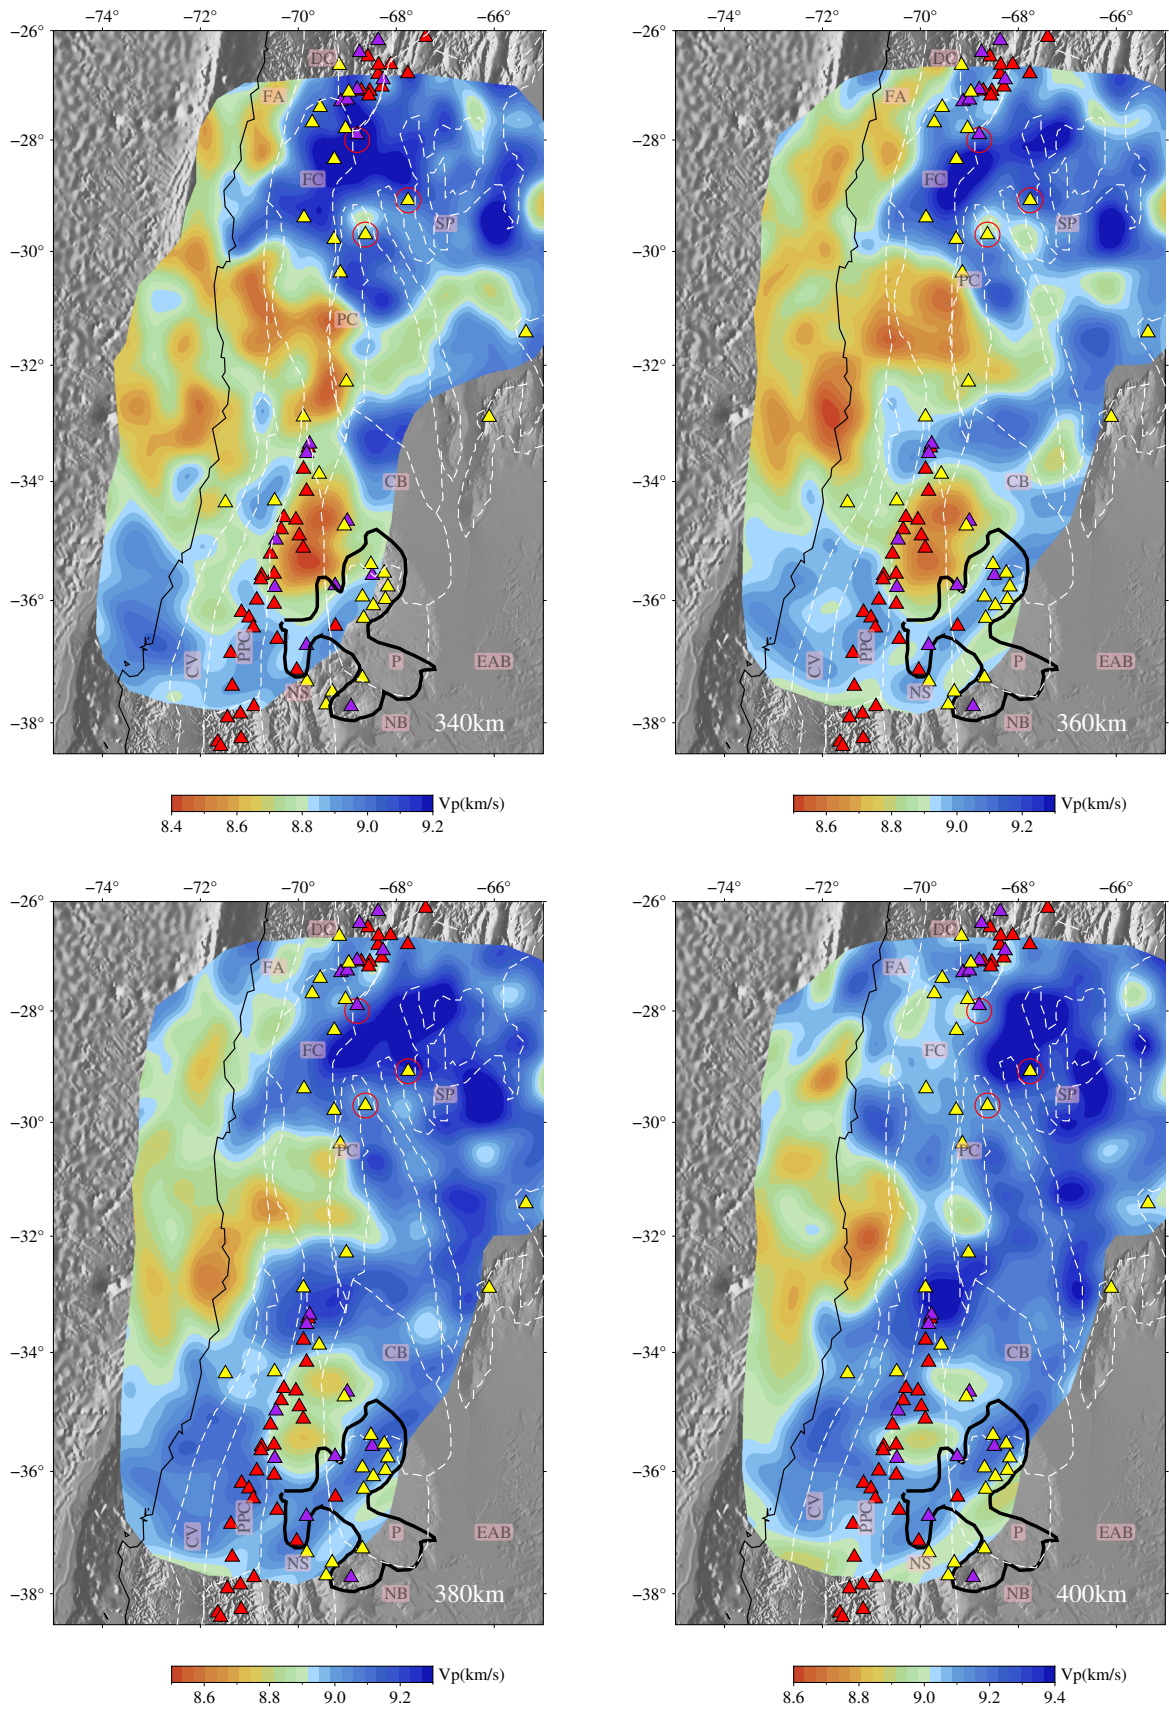 −74° −72° −70° −68° −66°
−26°
DC
FA
−28°
FC
SP
−30°
PC
−32°
−34°
CB
−36°
PPC
CV
P
EAB
NS
NB
−38°
340km
Vp(km/s)
8.4 8.6 8.8 9.0 9.2
−74° −72° −70° −68° −66°
−26°
DC
FA
−28°
FC
SP
−30°
PC
−32°
−34°
CB
−36°
PPC
CV
P
EAB
NS
NB
−38°
360km
Vp(km/s)
8.6 8.8 9.0 9.2
−74° −72° −70° −68° −66°
−26°
DC
FA
−28°
FC
SP
−30°
PC
−32°
−34°
CB
−36°
PPC
CV
P
EAB
NS
NB
−38°
380km
Vp(km/s)
8.6 8.8 9.0 9.2
−74° −72° −70° −68° −66°
−26°
DC
FA
−28°
FC
SP
−30°
PC
−32°
−34°
CB
−36°
PPC
CV
P
EAB
NS
NB
−38°
400km
Vp(km/s)
8.6 8.8 9.0 9.2 9.4